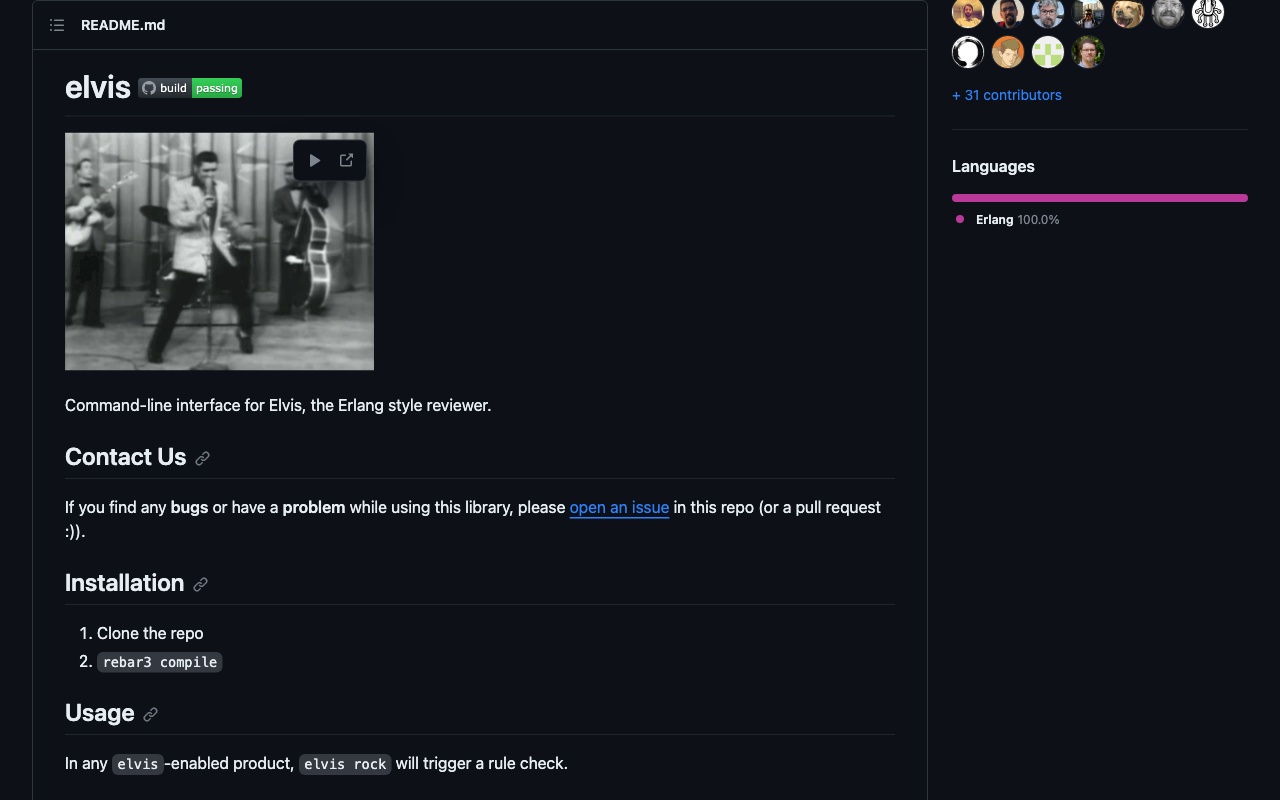 README.md
elvis build passing
Command-line interface for Elvis, the Erlang style reviewer.
Contact Us
If you find any bugs or have a problem while using this library, please open an issue in this repo (or a pull request
:)).
Installation
1. Clone the repo
2. rebar3 compile
Usage
In any elvis-enabled product, elvis rock will trigger a rule check.
+ 31 contributors
Languages
Erlang 100.0%